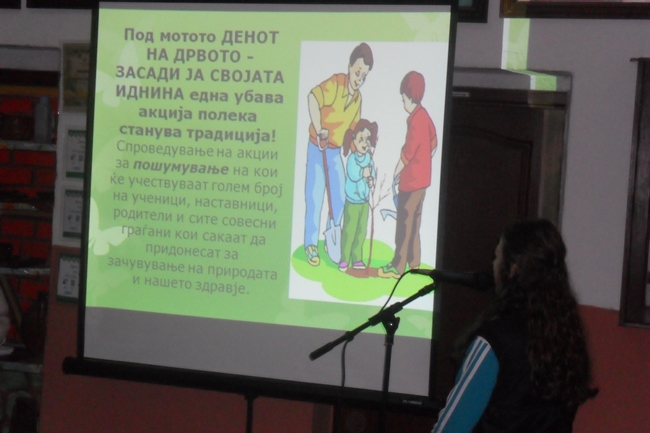 Под мотото ДЕНОТ
НА ДРВОТО -
ЗАСАДИ ЈА СВОЈАТА
ИДНИНА една убава
акција полека
станува традиција!
Спроведување на акции
за пошумување на кои
ќе учествуваат голем број
на ученици, наставници,
родители и сите совесни
граѓани кои сакаат да
придонесат за
зачувување на природата
и нашето здравје.